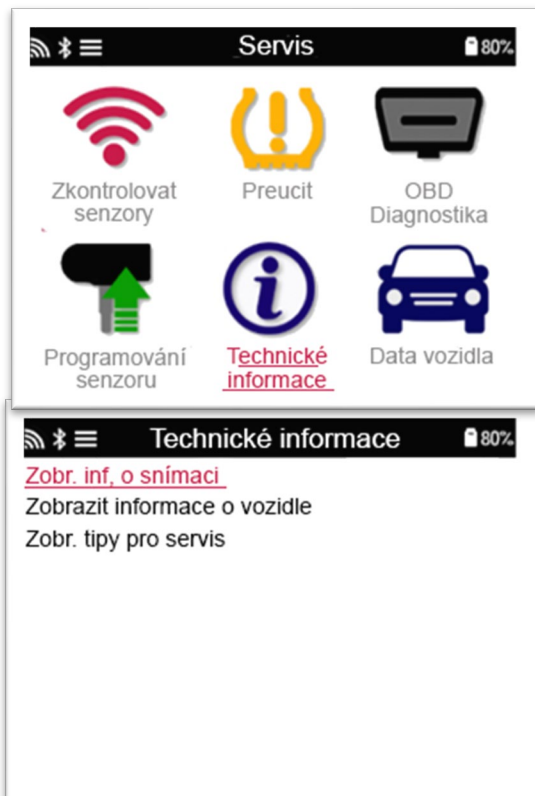 Servis
80%
Zkontrolovat
senzory
Preucit
OBD
Diagnostika
Programování
senzoru
Technické
informace
Data vozidla
Technické informace
80%
Zobr. inf, o snímaci
Zobrazit informace o vozidle
Zobr. tipy pro servis